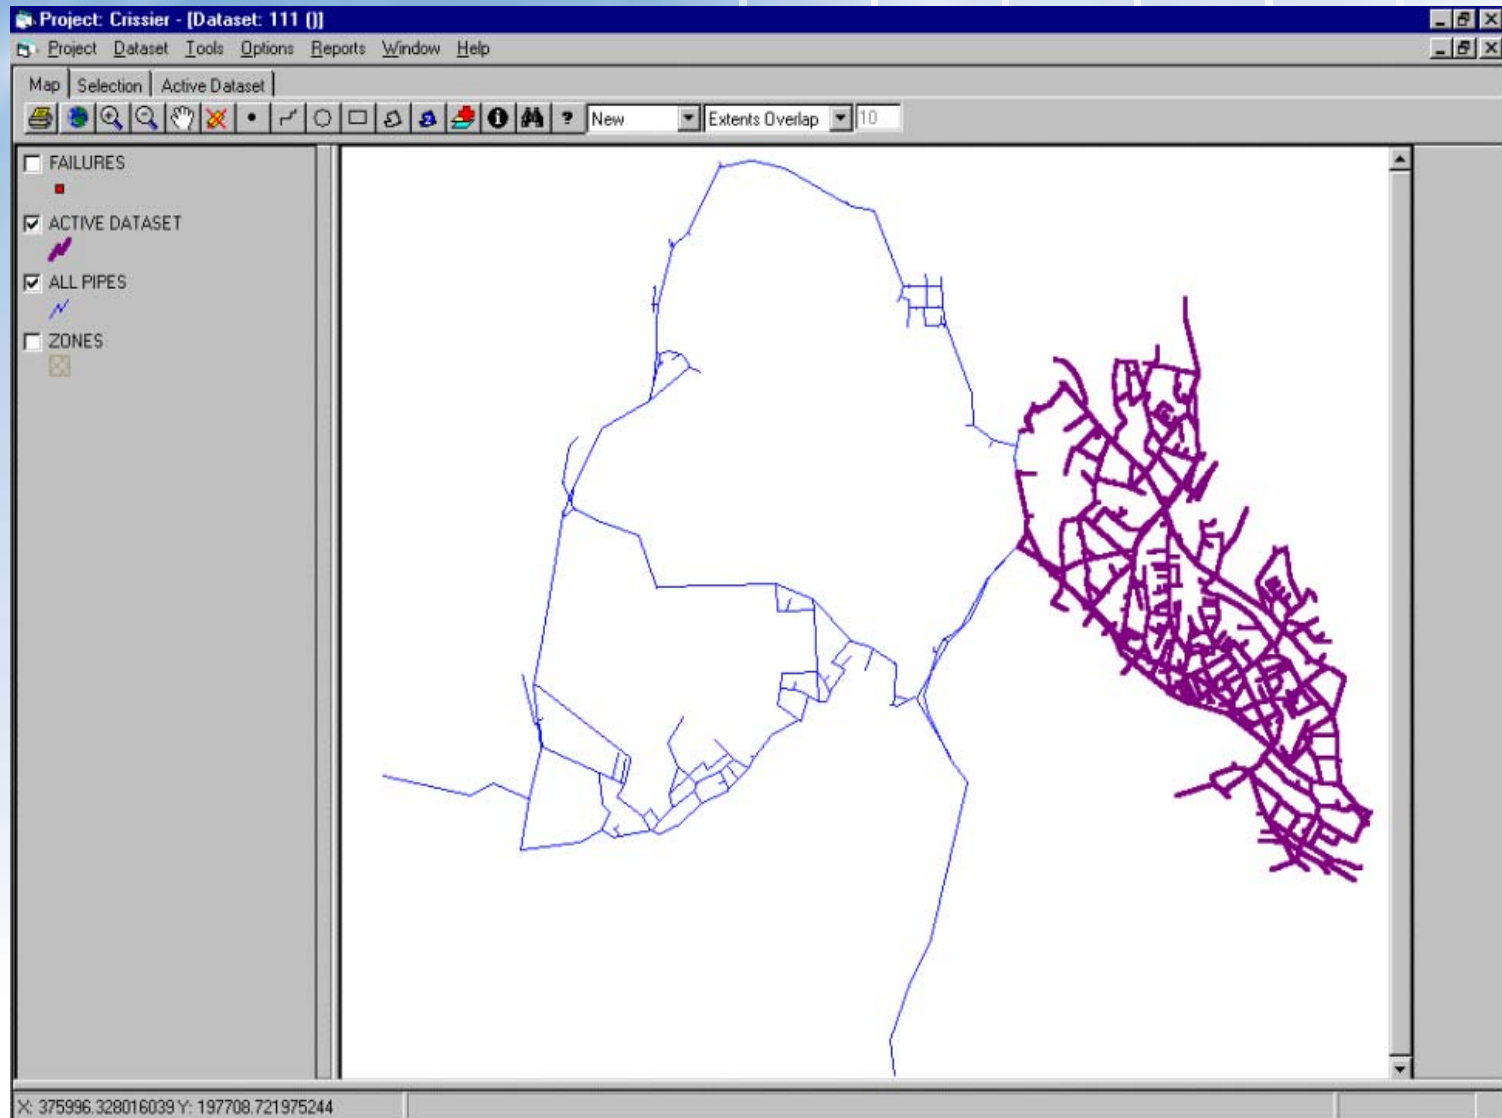 Project: Crissier - [Dataset: 111 ()]
Project Dataset Tools Options Reports Window Help
Map Selection Active Dataset
? New Extents Overlap 10
FAILURES
ACTIVE DATASET
ALL PIPES
ZONES
X: 375996.328016039 Y: 197708.721975244